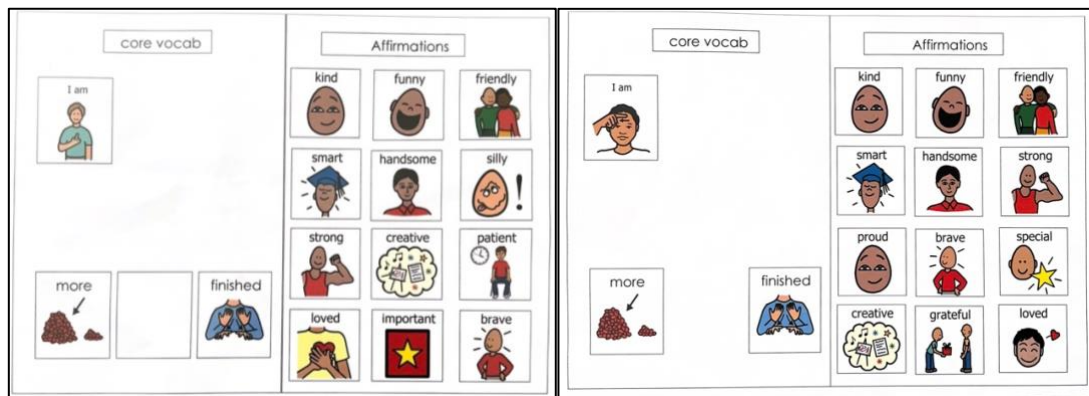 core vocab
Affirmations
I am
kind funny friendly
smart handsome silly
!
strong creative patient
more finished
loved important brave
core vocab
Affirmations
I am
kind funny friendly
smart handsome strong
proud brave special
more finished
creative grateful loved